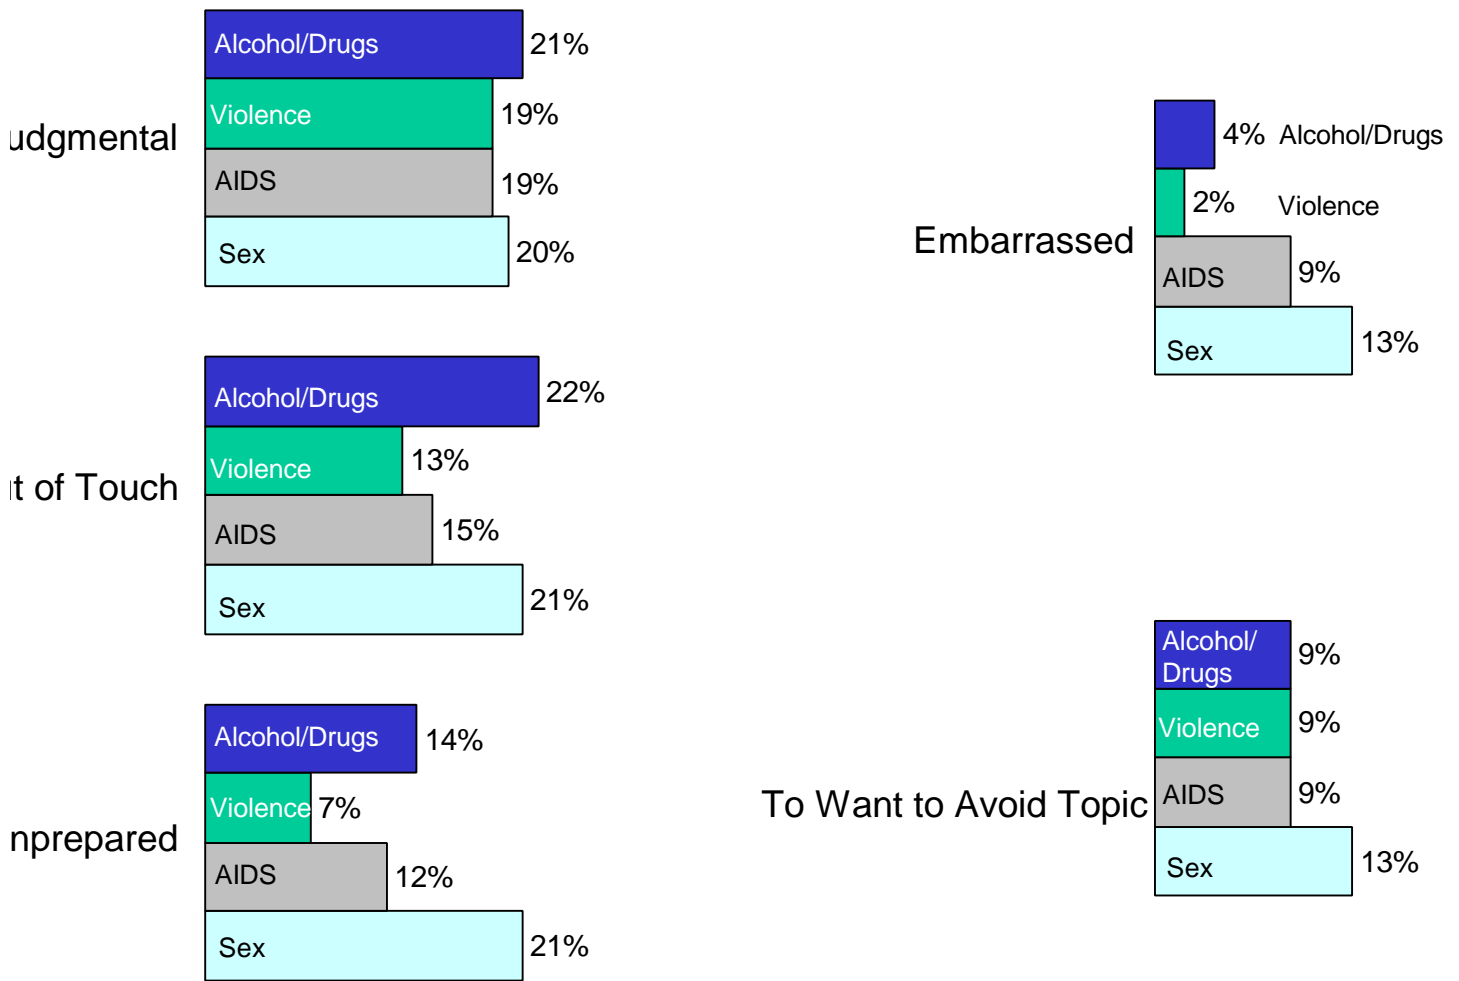 Alcohol/Drugs 21%
Violence 19%
udgmental
AIDS 19%
Sex 20%
Alcohol/Drugs 22%
Violence 13%
t of Touch
AIDS 15%
Sex 21%
Alcohol/Drugs 14%
Violence 7%
nprepared
AIDS 12%
Sex 21%
4% Alcohol/Drugs
2% Violence
Embarrassed
AIDS 9%
Sex 13%
Alcohol/
Drugs 9%
Violence 9%
To Want to Avoid Topic
AIDS 9%
Sex 13%